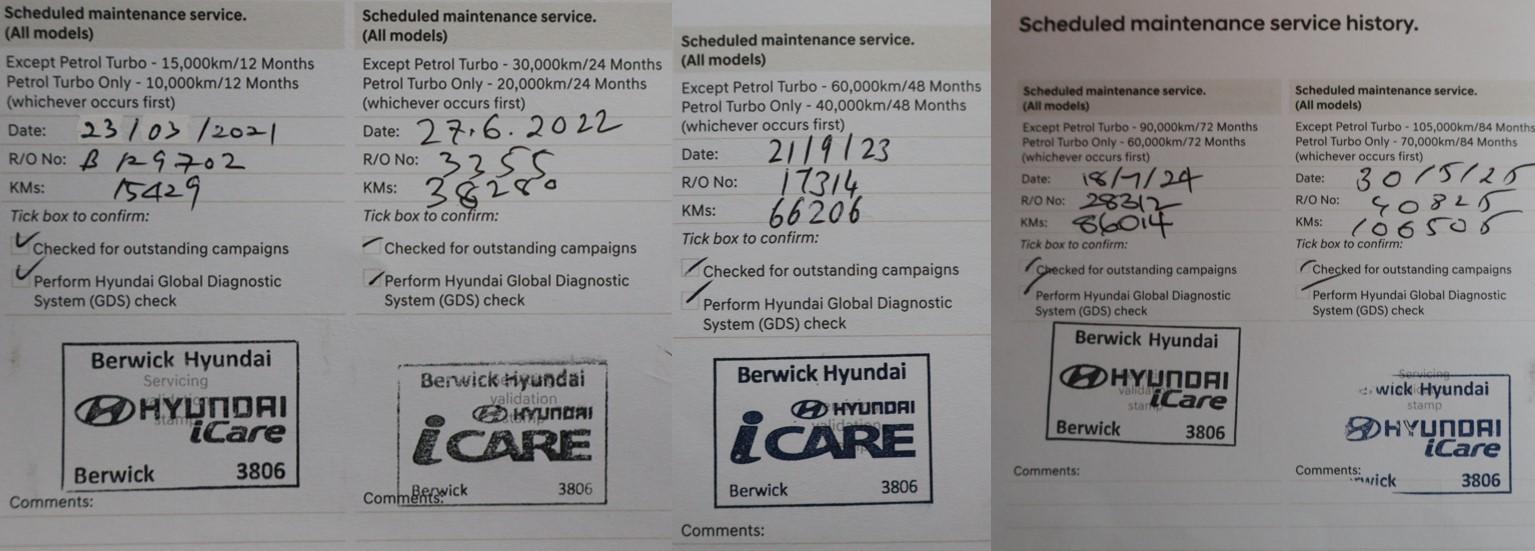 Scheduled maintenance service.
(All models)
Except Petrol Turbo - 15,000km/12 Months
Petrol Turbo Only - 10,000km/12 Months
(whichever occurs first)
Date: 23/03/2021
R/O No: B129702
KMs: 15429
Tick box to confirm:
Checked for outstanding campaigns
Perform Hyundai Global Diagnostic
System (GDS) check
Berwick Hyundai
Servicing
validation
stamp
HYUNDAI
iCare
Berwick 3806
Comments:
Scheduled maintenance service.
(All models)
Except Petrol Turbo - 30,000km/24 Months
Petrol Turbo Only - 20,000km/24 Months
(whichever occurs first)
Date: 27.6.2022
R/O No: 3355
KMs: 38280
Tick box to confirm:
Checked for outstanding campaigns
Perform Hyundai Global Diagnostic
System (GDS) check
Berwick Hyundai
validation
HYUNDAI
iCARE
Berwick 3806
Comments:
Scheduled maintenance service.
(All models)
Except Petrol Turbo - 60,000km/48 Months
Petrol Turbo Only - 40,000km/48 Months
(whichever occurs first)
Date: 21/9/23
R/O No: 17314
KMs: 66206
Tick box to confirm:
Checked for outstanding campaigns
Perform Hyundai Global Diagnostic
System (GDS) check
Berwick Hyundai
HYUNDAI
iCARE
Berwick 3806
Comments:
Scheduled maintenance service history.
Scheduled maintenance service.
(All models)
Except Petrol Turbo - 90,000km/72 Months
Petrol Turbo Only - 60,000km/72 Months
(whichever occurs first)
Date: 18/7/24
R/O No: 28312
KMs: 86014
Tick box to confirm:
Checked for outstanding campaigns
Perform Hyundai Global Diagnostic
System (GDS) check
Berwick Hyundai
HYUNDAI
stamp
iCare
Berwick 3806
Comments:
Scheduled maintenance service.
(All models)
Except Petrol Turbo - 105,000km/84 Months
Petrol Turbo Only - 70,000km/84 Months
(whichever occurs first)
Date: 30/5/25
R/O No: 40825
KMs: 106506
Tick box to confirm:
Checked for outstanding campaigns
Perform Hyundai Global Diagnostic
System (GDS) check
Servicing
wick Hyundai
stamp
HYUNDAI
iCare
Comments:
wick 3806